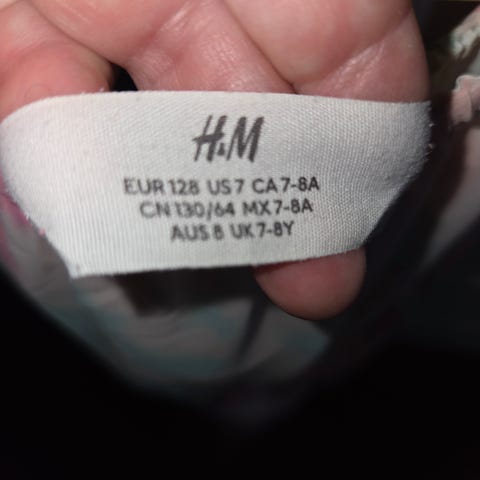 H&M
EUR 128 US 7 CA 7-8A
CN 130/64 MX 7-8A
AUS 8 UK 7-8Y